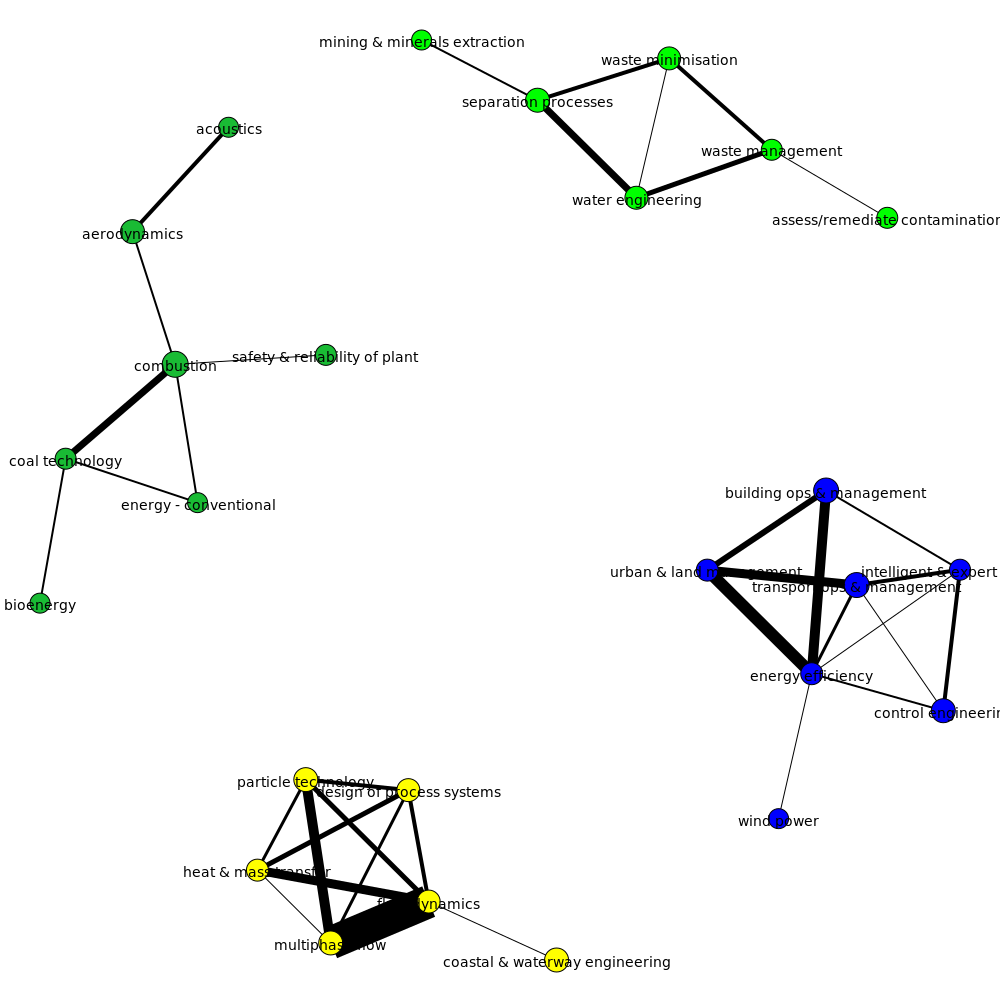 mining & minerals extraction
waste minimisation
separation processes
acoustics
waste management
water engineering
assess/remediate contamination
aerodynamics
safety & reliability of plant
combustion
coal technology
building ops & management
energy - conventional
urban & land management
intelligent & expert
transport ops & management
bioenergy
energy efficiency
control engineerin
particle technology
design of process systems
wind power
heat & mass transfer
fluid dynamics
multiphase flow
coastal & waterway engineering